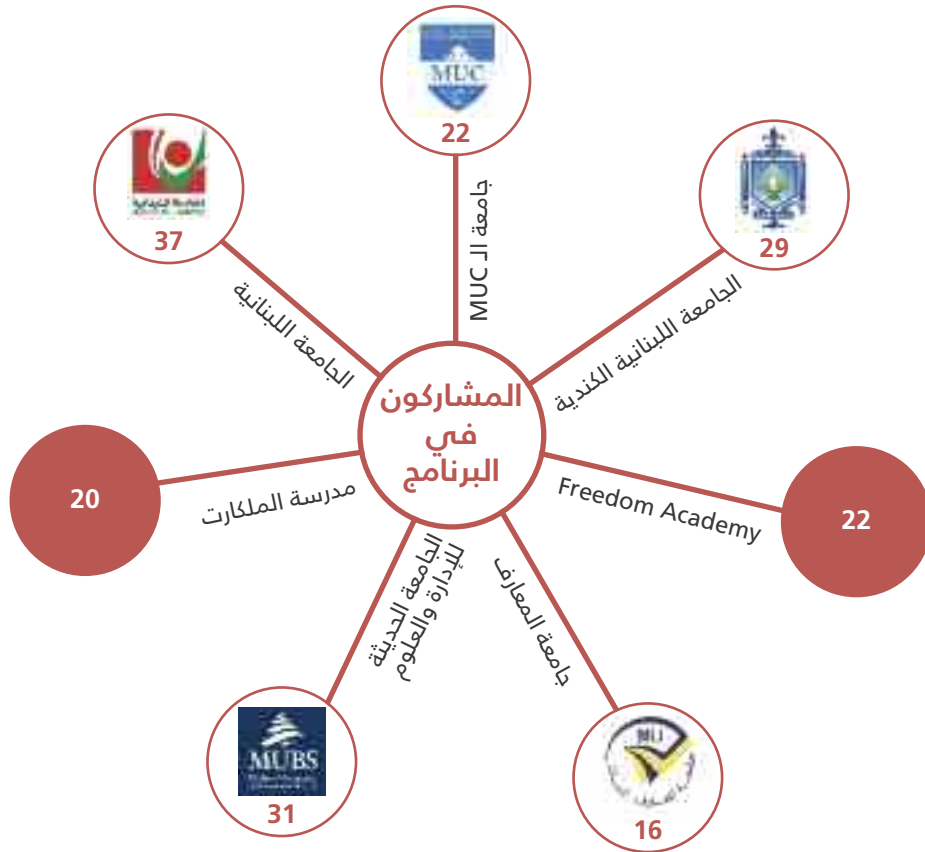 MUC
22
جامعة الـ MUC
29
الجامعة اللبنانية الكندية
37
الجامعة اللبنانية
المشاركون
في
البرنامج
20
مدرسة الملكارت
Freedom Academy
22
الجامعة الحديثة
للإدارة والعلوم
MUBS
31
جامعة المعارف
MU
16